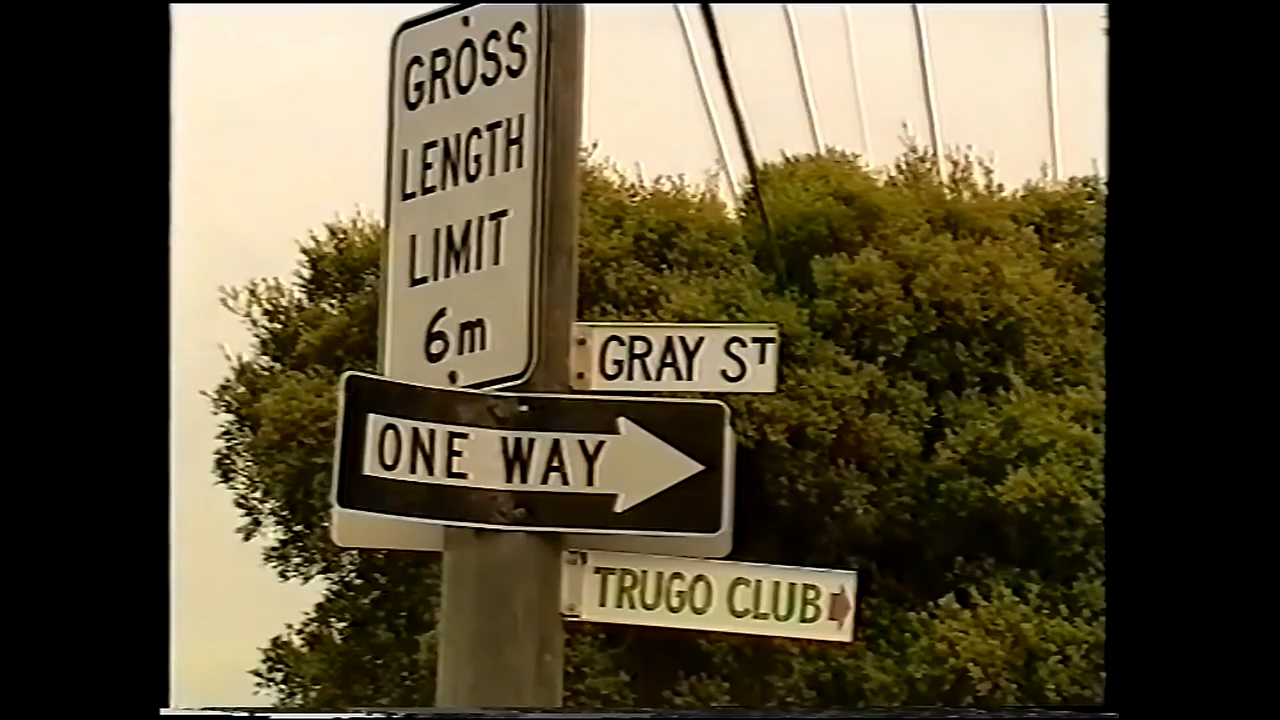 GROSS
LENGTH
LIMIT
6m
GRAY ST
ONE WAY
TRUGO CLUB